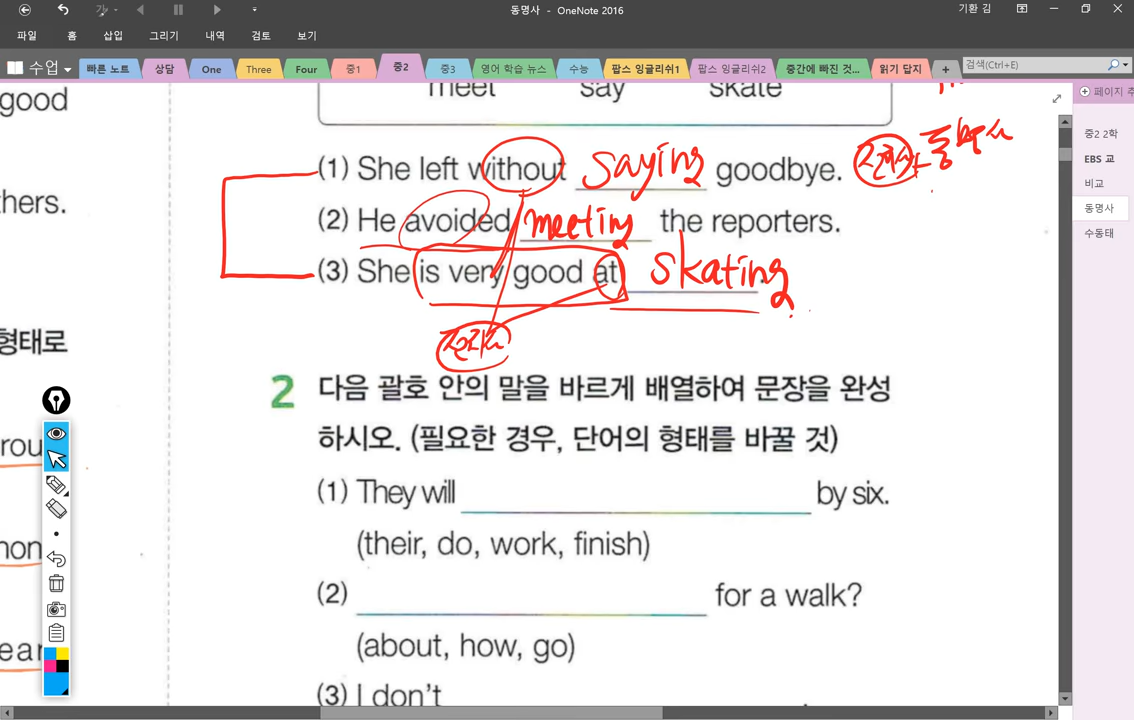 동명사 - OneNote 2016
기환 김
파일 홈 삽입 그리기 내역 검토 보기
수업
빠른 노트 상담 One Three Four 중1 중2 중3 영어 학습 뉴스 수능 팝스 잉글리쉬1 팝스 잉글리쉬2 중간에 빠진 것... 읽기 답지 +
검색(Ctrl+E)
페이지 추
중2 2학
EBS 교
비교
동명사
수동태
good
thers.
형태로
rou
non
ear
meet say skate
(1) She left without saying goodbye. 전치사 + 동명사
(2) He avoided meeting the reporters.
(3) She is very good at skating.
전치사
2 다음 괄호 안의 말을 바르게 배열하여 문장을 완성
하시오. (필요한 경우, 단어의 형태를 바꿀 것)
(1) They will by six.
(their, do, work, finish)
(2) for a walk?
(about, how, go)
(3) I don't .